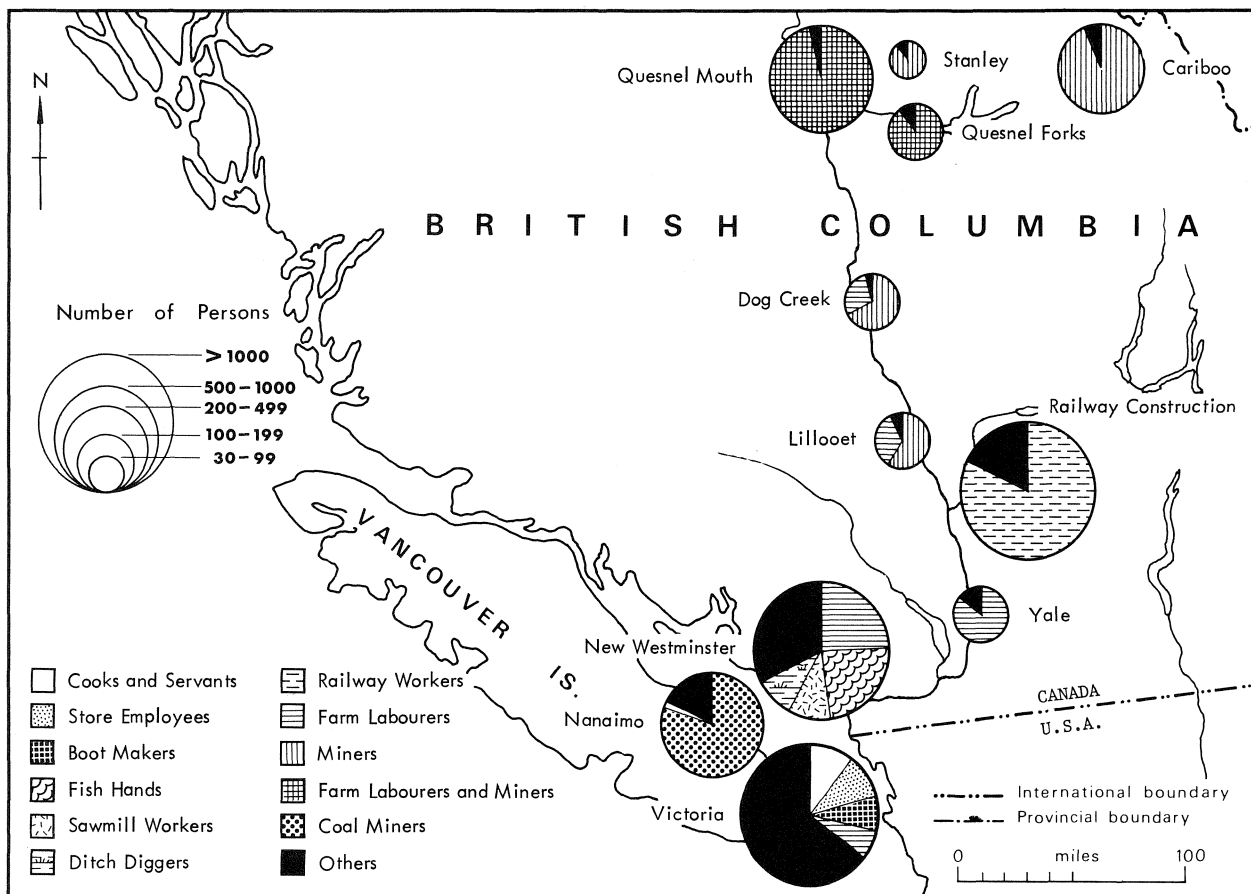 Quesnel Mouth
Stanley
Cariboo
N
Quesnel Forks
BRITISH COLUMBIA
Dog Creek
Number of Persons
> 1000
500-1000
200-499
100-199
30-99
Railway Construction
Lillooet
VANCOUVER IS.
Yale
New Westminster
Nanaimo
Victoria
CANADA
U.S.A.
Cooks and Servants
Store Employees
Boot Makers
Fish Hands
Sawmill Workers
Ditch Diggers
Railway Workers
Farm Labourers
Miners
Farm Labourers and Miners
Coal Miners
Others
International boundary
Provincial boundary
0 miles 100